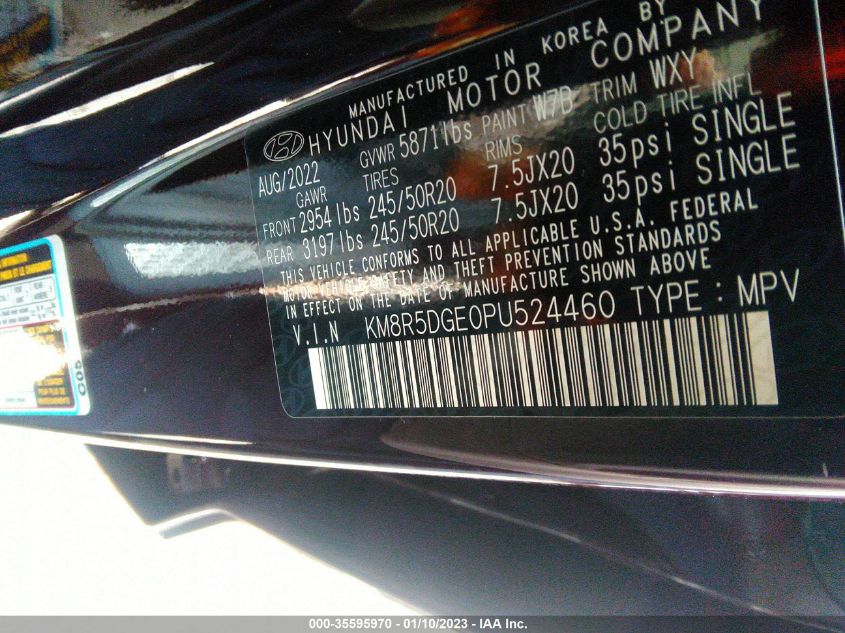 MANUFACTURED IN KOREA BY
HYUNDAI MOTOR COMPANY
AUG/2022 GVWR 5871 lbs PAINT W7B TRIM WXY
GAWR TIRES RIMS COLD TIRE INFL
FRONT 2954 lbs 245/50R20 7.5JX20 35psi SINGLE
REAR 3197 lbs 245/50R20 7.5JX20 35psi SINGLE
THIS VEHICLE CONFORMS TO ALL APPLICABLE U.S.A. FEDERAL
MOTOR VEHICLE SAFETY AND THEFT PREVENTION STANDARDS
IN EFFECT ON THE DATE OF MANUFACTURE SHOWN ABOVE
V.I.N KM8R5DGE0PU524460 TYPE : MPV
000-35595970 - 01/10/2023 - IAA Inc.